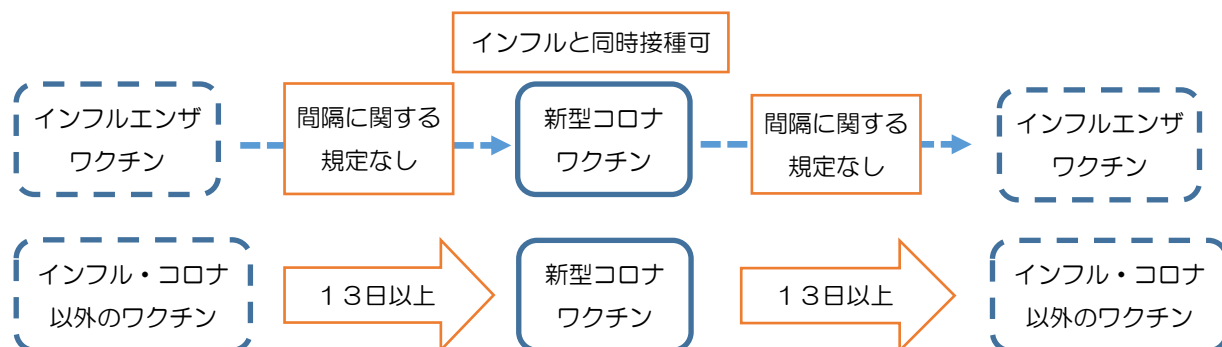 インフルと同時接種可
インフルエンザ
ワクチン
間隔に関する
規定なし
新型コロナ
ワクチン
間隔に関する
規定なし
インフルエンザ
ワクチン
インフル・コロナ
以外のワクチン
１３日以上
新型コロナ
ワクチン
１３日以上
インフル・コロナ
以外のワクチン